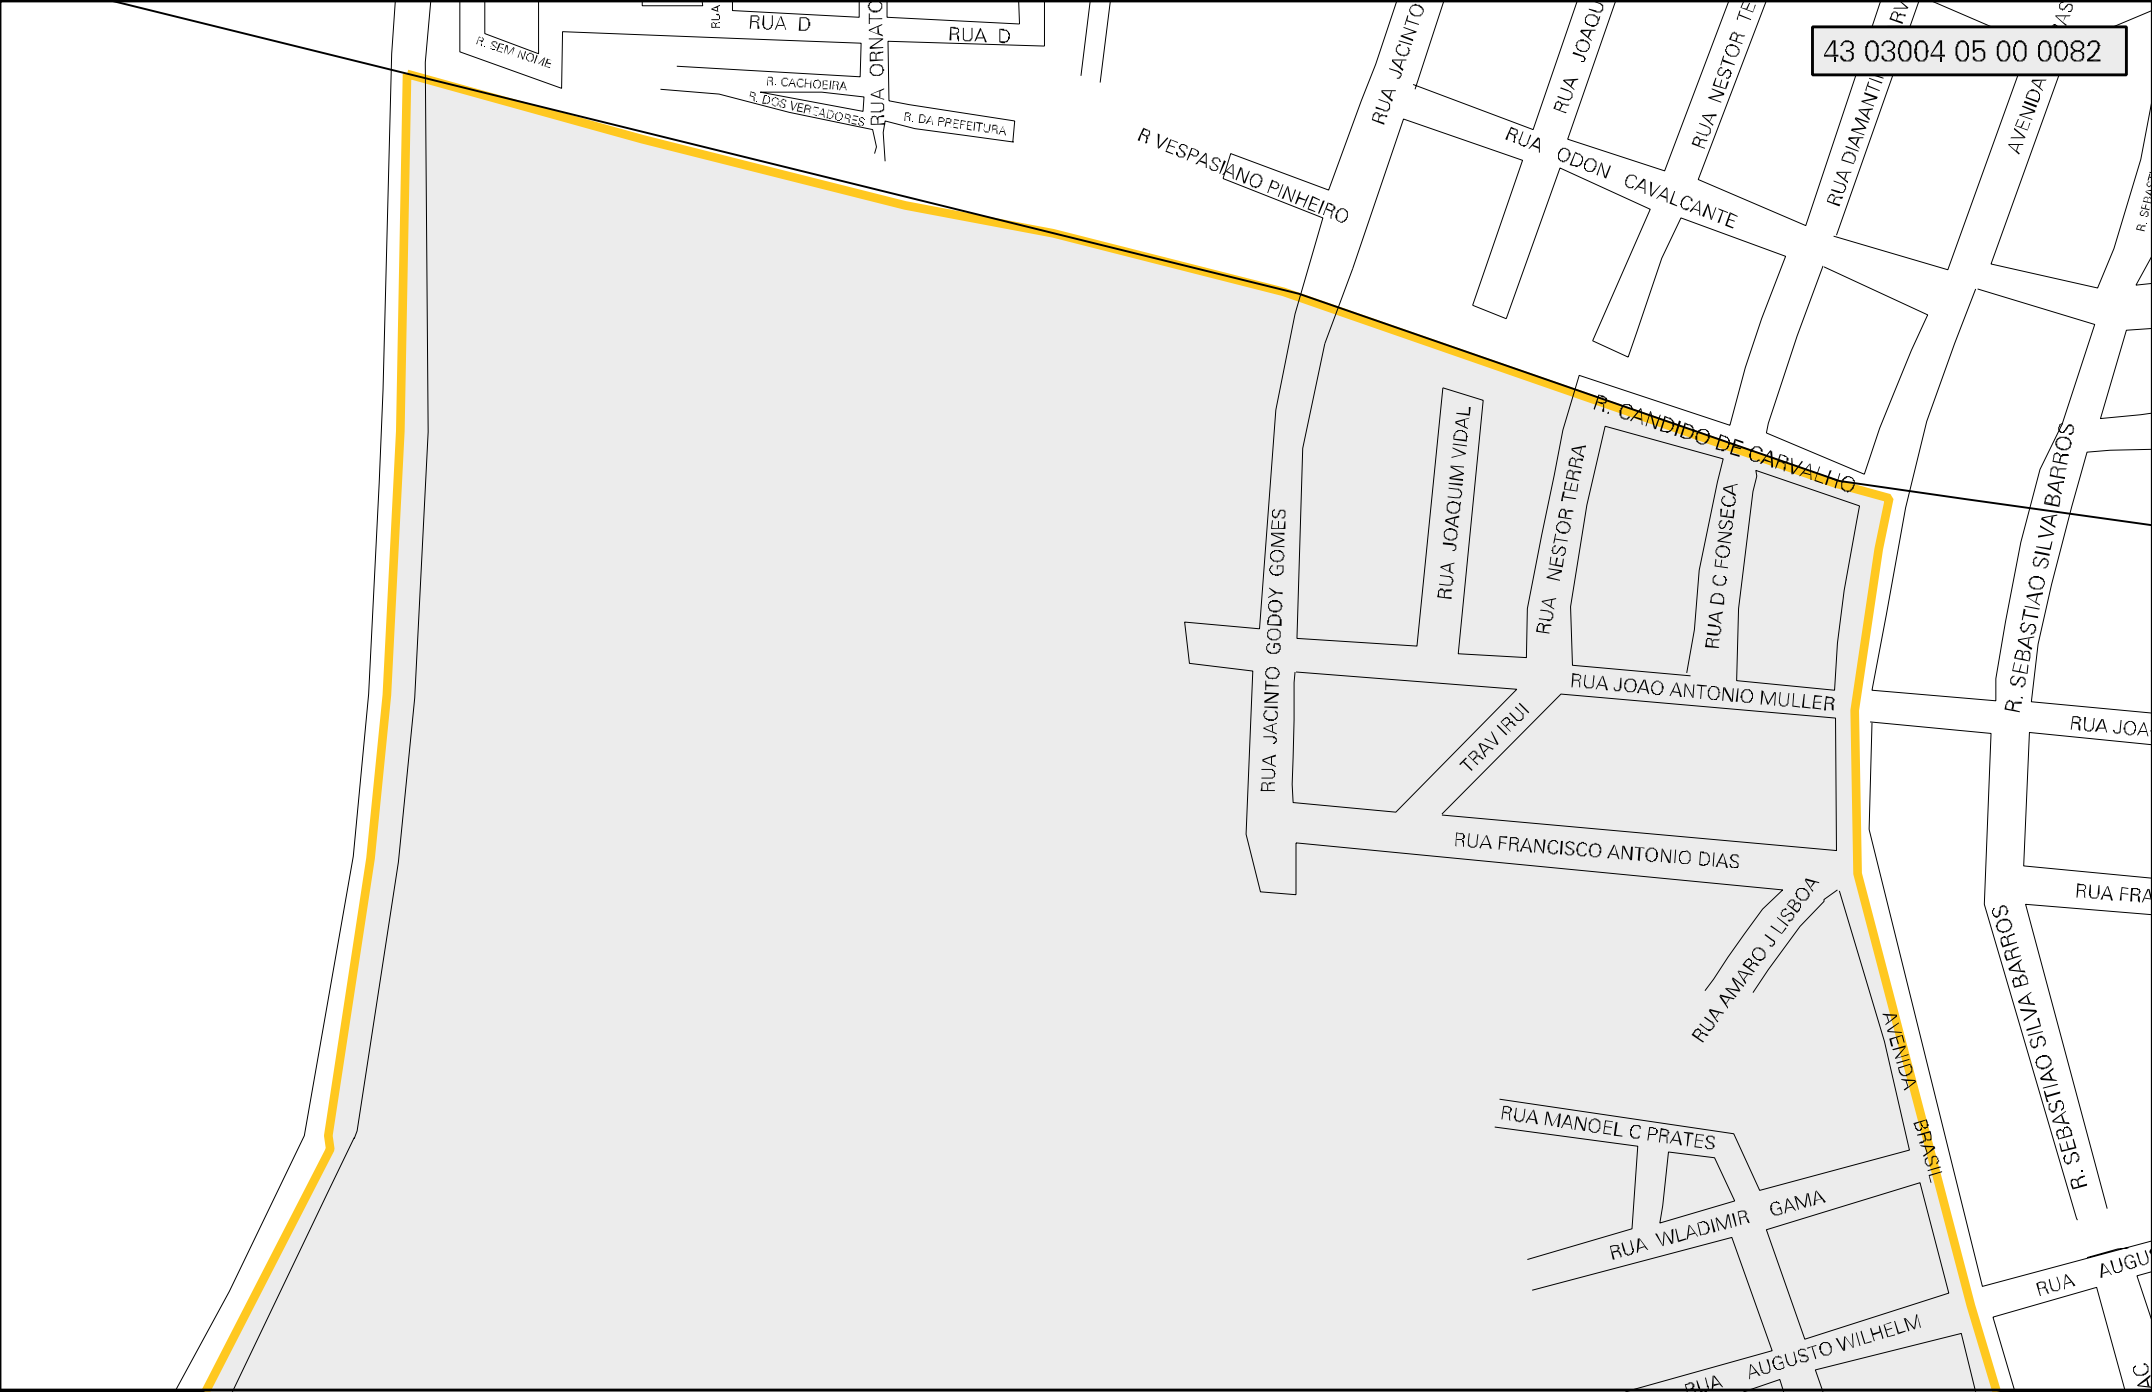 43 03004 05 00 0082
RUA
RUA D
RUA ORNATO
RUA D
R. SEM NOME
R. CACHOEIRA
R. DOS VEREADORES
R. DA PREFEITURA
RUA JACINTO
RUA JOAQU
RUA NESTOR TE
RUA DIAMANTI
AVENIDA
R VESPASIANO PINHEIRO
RUA ODON CAVALCANTE
R. CANDIDO DE CARVALHO
RUA JOAQUIM VIDAL
RUA NESTOR TERRA
RUA D C FONSECA
R. SEBASTIAO SILVA BARROS
RUA JACINTO GODOY GOMES
RUA JOAO ANTONIO MULLER
RUA JOA
TRAV IRUI
RUA FRANCISCO ANTONIO DIAS
RUA FRA
RUA AMARO J LISBOA
R. SEBASTIAO SILVA BARROS
AVENIDA BRASIL
RUA MANOEL C PRATES
RUA WLADIMIR GAMA
RUA AUGUS
RUA AUGUSTO WILHELM